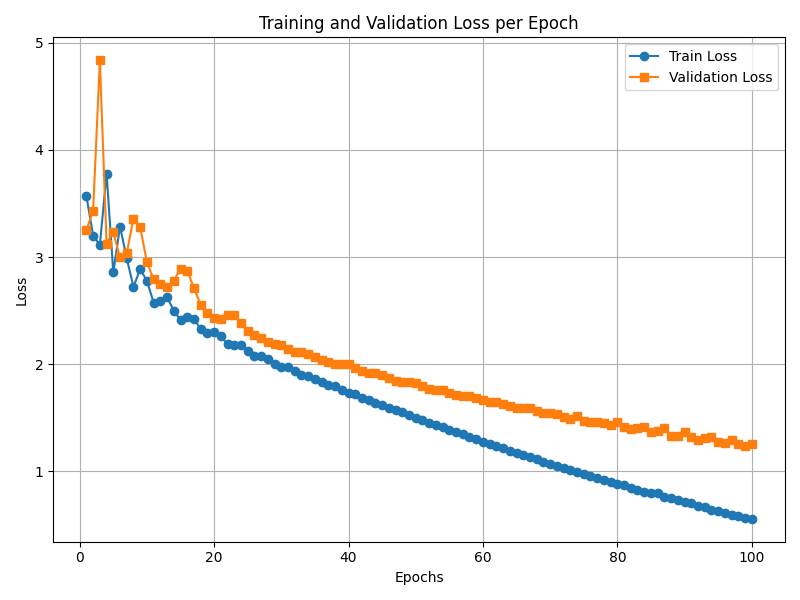 Training and Validation Loss per Epoch
Train Loss
Validation Loss
5
4
3
2
1
Loss
0 20 40 60 80 100
Epochs